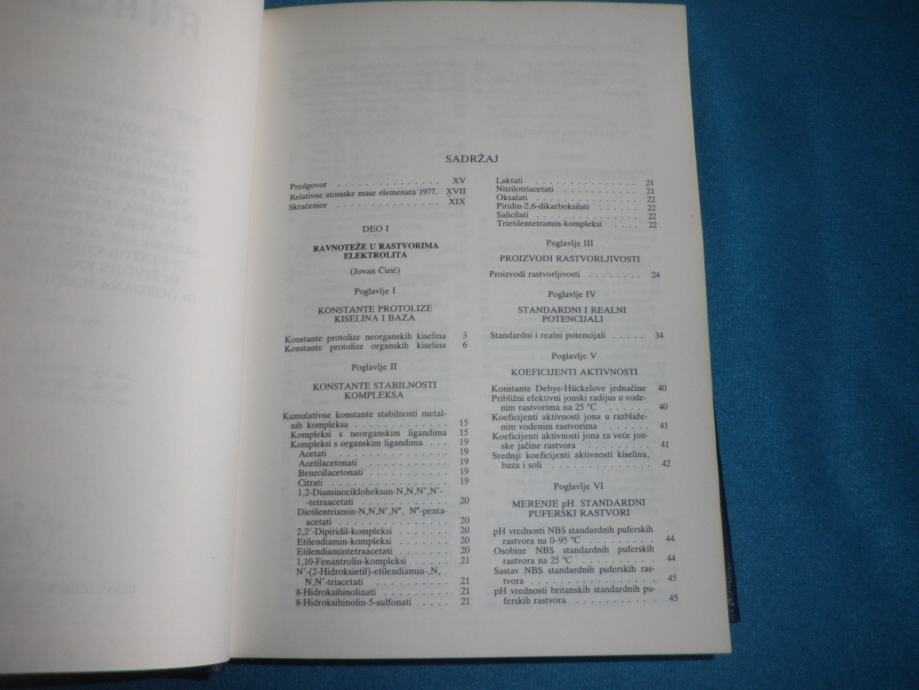 SADRŽAJ
Predgovor . . . . . . . . . . . . . . . . XV
Relativne atomske mase elemenata 1977. XVII
Skraćenice . . . . . . . . . . . . . . . XIX
DEO I
RAVNOTEŽE U RASTVORIMA
ELEKTROLITA
(Jovan Ćirić)
Poglavlje I
KONSTANTE PROTOLIZE
KISELINA I BAZA
Konstante protolize neorganskih kiselina 3
Konstante protolize organskih kiselina 6
Poglavlje II
KONSTANTE STABILNOSTI
KOMPLEKSA
Kumulativne konstante stabilnosti metal-
nih kompleksa . . . . . . . . . . . . . 15
Kompleksi s neorganskim ligandima 15
Kompleksi s organskim ligandima . . . 19
Acetati . . . . . . . . . . . . . . . 19
Acetilacetonati . . . . . . . . . . . 19
Benzoilacetonati . . . . . . . . . . 19
Citrati . . . . . . . . . . . . . . . 19
1,2-Diaminocikloheksan-N,N,N',N'-
-tetraacetati . . . . . . . . . . . . 20
Dietilentriamin-N,N,N',N", N"-penta-
acetati . . . . . . . . . . . . . . . 20
2,2'-Dipiridil-kompleksi . . . . . . 20
Etilendiamin-kompleksi . . . . . . . 20
Etilendiamintetraacetati . . . . . . 20
1,10-Fenantrolin-kompleksi . . . . . 21
N'-(2-Hidroksietil)-etilendiamin-,N,
N,N'-triacetati . . . . . . . . . . . 21
8-Hidroksihinolinati . . . . . . . . 21
8-Hidroksihinolin-5-sulfonati . . . . 21
Laktati . . . . . . . . . . . . . . . 21
Nitrilotriacetati . . . . . . . . . . 21
Oksalati . . . . . . . . . . . . . . 22
Piridin-2,6-dikarboksilati . . . . . 22
Salicilati . . . . . . . . . . . . . 22
Trietilentetramin-kompleksi . . . . . 22
Poglavlje III
PROIZVODI RASTVORLJIVOSTI
Proizvodi rastvorljivosti . . . . . . . . 24
Poglavlje IV
STANDARDNI I REALNI
POTENCIJALI
Standardni i realni potencijali . . . . . 34
Poglavlje V
KOEFICIJENTI AKTIVNOSTI
Konstante Debye-Hückelove jednačine 40
Približni efektivni jonski radijus u vode-
nim rastvorima na 25 °C . . . . . . 40
Koeficijenti aktivnosti jona u razblaže-
nim vodenim rastvorima . . . . . . . 41
Koeficijenti aktivnosti jona za veće jon-
ske jačine rastvora . . . . . . . . . 41
Srednji koeficijenti aktivnosti kiselina,
baza i soli . . . . . . . . . . . . . 42
Poglavlje VI
MERENJE pH. STANDARDNI
PUFERSKI RASTVORI
pH vrednosti NBS standardnih puferskih
rastvora na 0–95 °C . . . . . . . . . 44
Osobine NBS standardnih puferskih
rastvora na 25 °C . . . . . . . . . . 44
Sastav NBS standardnih puferskih ras-
tvora . . . . . . . . . . . . . . . . 45
pH vrednosti britanskih standardnih pu-
ferskih rastvora . . . . . . . . . . . 45